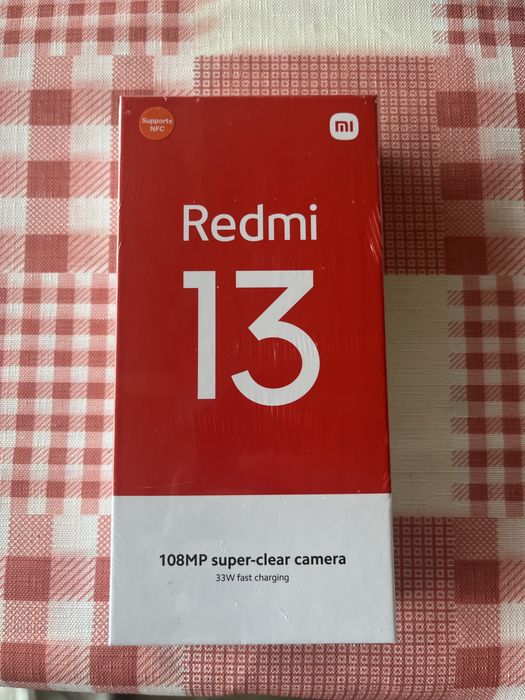 Supports
NFC
mi
Redmi
13
108MP super-clear camera
33W fast charging